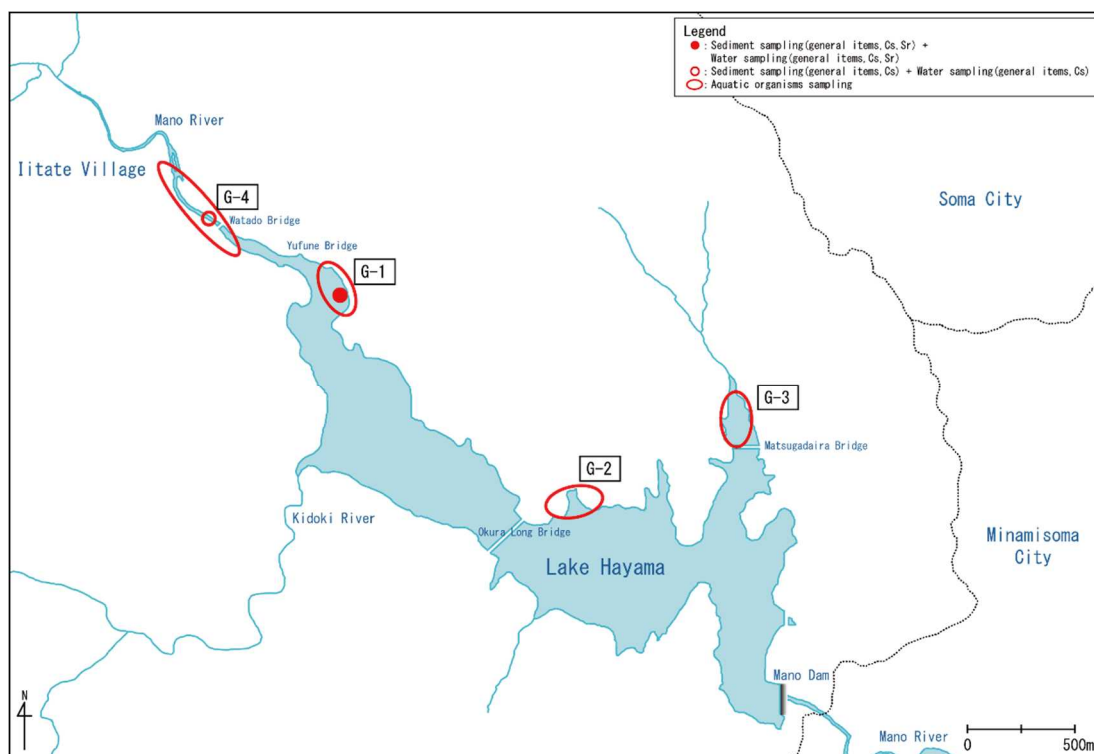 Legend
: Sediment sampling(general items, Cs, Sr) +
Water sampling(general items, Cs, Sr)
: Sediment sampling(general items, Cs) + Water sampling(general items, Cs)
: Aquatic organisms sampling
Mano River
Iitate Village
G-4
Watado Bridge
Soma City
Yufune Bridge
G-1
G-3
Matsugadaira Bridge
G-2
Kidoki River
Okura Long Bridge
Minamisoma
City
Lake Hayama
Mano Dam
N
0
500m
Mano River